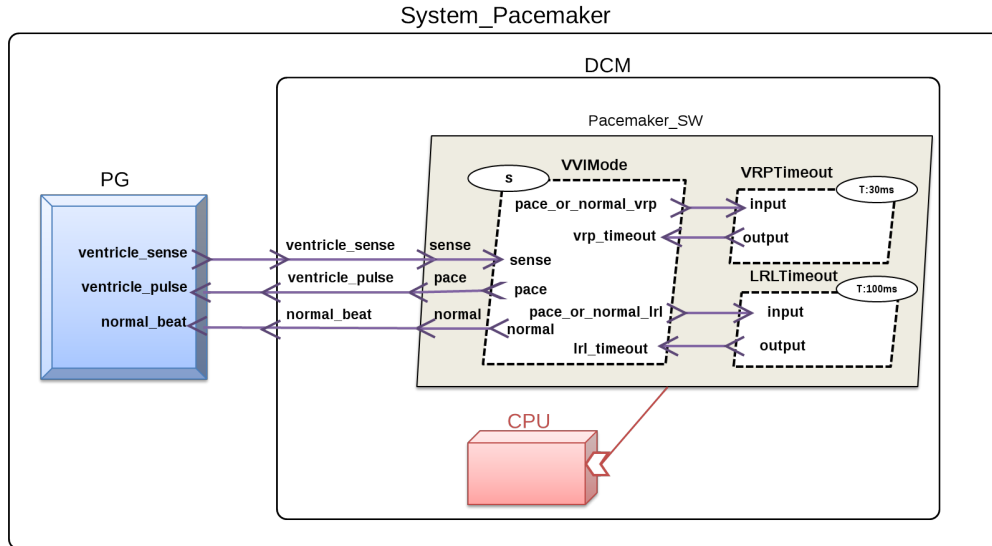 System_Pacemaker
DCM
Pacemaker_SW
PG
S
VVIMode
VRPTimeout
T:30ms
pace_or_normal_vrp
input
vrp_timeout
output
ventricle_sense
ventricle_sense
sense
sense
ventricle_pulse
ventricle_pulse
pace
pace
LRLTimeout
T:100ms
normal_beat
normal_beat
normal
normal
pace_or_normal_lrl
input
lrl_timeout
output
CPU